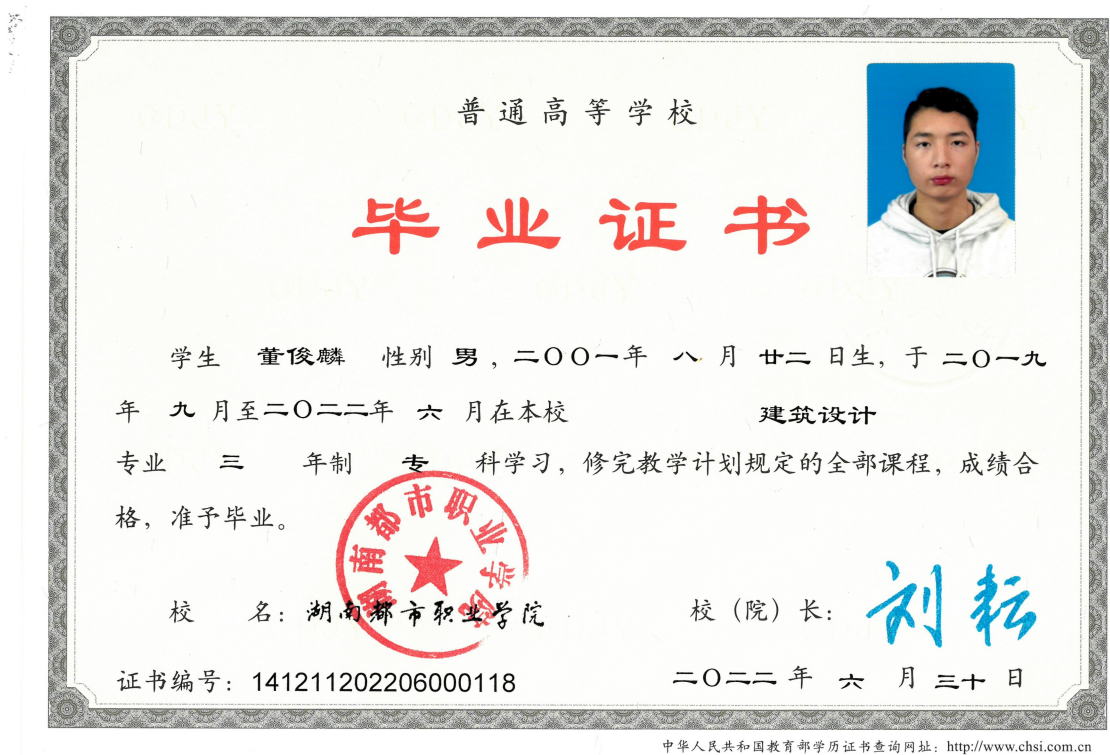 普通高等学校
毕业证书
学生 董俊麟 性别 男，二〇〇一年 八 月 廿二 日生，于 二〇一九
年 九 月至二〇二二年 六 月在本校 建筑设计
专业 三 年制 专 科学习，修完教学计划规定的全部课程，成绩合
格，准予毕业。
湖南都市职业学院
校 名：湖南都市职业学院 校（院）长：刘耘
证书编号：141211202206000118 二〇二二 年 六 月 三十 日
中华人民共和国教育部学历证书查询网址：http://www.chsi.com.cn